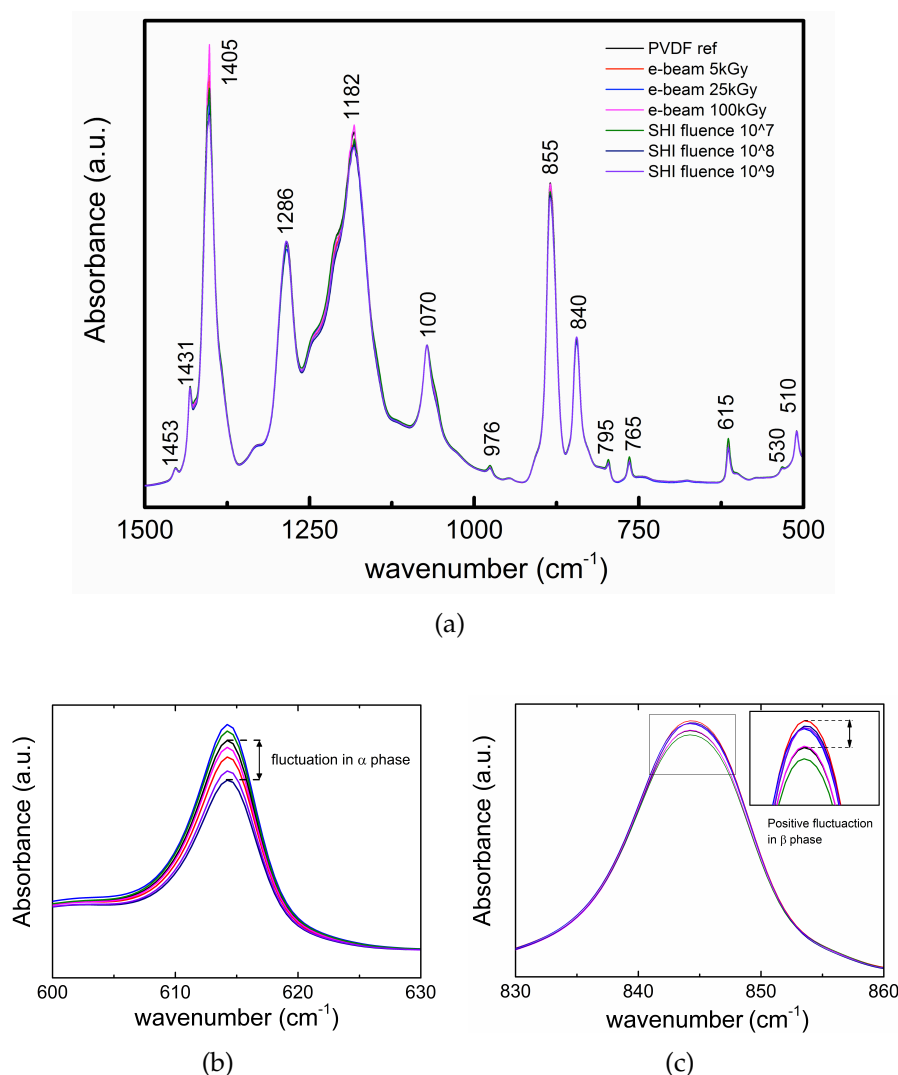 1405
1182
855
1286
1070
840
1431
1453
976
795
765
615
530
510
PVDF ref
e-beam 5kGy
e-beam 25kGy
e-beam 100kGy
SHI fluence 10^7
SHI fluence 10^8
SHI fluence 10^9
Absorbance (a.u.)
1500 1250 1000 750 500
wavenumber (cm⁻¹)
(a)
Absorbance (a.u.)
fluctuation in α phase
600 610 620 630
wavenumber (cm⁻¹)
(b)
Absorbance (a.u.)
Positive fluctuaction
in β phase
830 840 850 860
wavenumber (cm⁻¹)
(c)